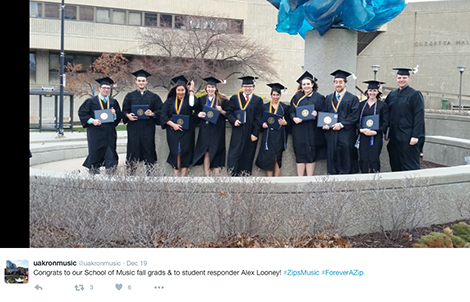 uakronmusic @uakronmusic · Dec 19
Congrats to our School of Music fall grads & to student responder Alex Looney! #ZipsMusic #ForeverAZip
3 6